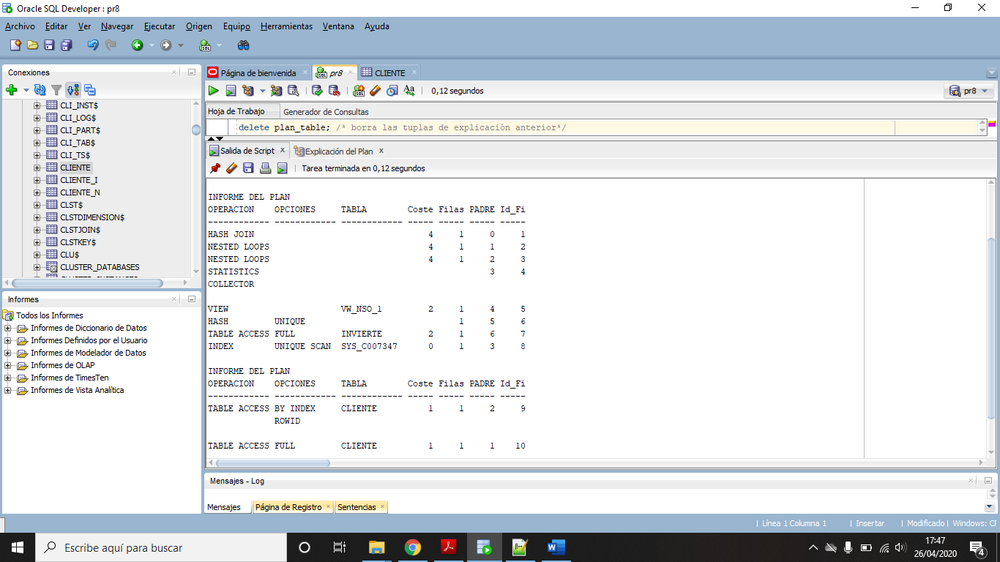 Oracle SQL Developer : pr8
Archivo Editar Ver Navegar Ejecutar Origen Equipo Herramientas Ventana Ayuda
Conexiones
CLI_INST$
CLI_LOG$
CLI_PART$
CLI_TAB$
CLI_TS$
CLIENTE
CLIENTE_I
CLIENTE_N
CLST$
CLSTDIMENSION$
CLSTJOIN$
CLSTKEY$
CLU$
CLUSTER_DATABASES
Informes
Todos los Informes
Informes de Diccionario de Datos
Informes Definidos por el Usuario
Informes de Modelador de Datos
Informes de OLAP
Informes de TimesTen
Informes de Vista Analítica
Página de bienvenida pr8 CLIENTE
0,12 segundos
pr8
Hoja de Trabajo Generador de Consultas
delete plan_table; /* borra las tuplas de explicación anterior*/
Salida de Script Explicación del Plan
Tarea terminada en 0,12 segundos
INFORME DEL PLAN
OPERACION OPCIONES TABLA Coste Filas PADRE Id_Fi
------------ ------------ ------------ ----- ----- ----- -----
HASH JOIN 4 1 0 1
NESTED LOOPS 4 1 1 2
NESTED LOOPS 4 1 2 3
STATISTICS 3 4
COLLECTOR
VIEW VW_NSO_1 2 1 4 5
HASH UNIQUE 1 5 6
TABLE ACCESS FULL INVIERTE 2 1 6 7
INDEX UNIQUE SCAN SYS_C007347 0 1 3 8
INFORME DEL PLAN
OPERACION OPCIONES TABLA Coste Filas PADRE Id_Fi
------------ ------------ ------------ ----- ----- ----- -----
TABLE ACCESS BY INDEX CLIENTE 1 1 2 9
ROWID
TABLE ACCESS FULL CLIENTE 1 1 1 10
Mensajes - Log
Mensajes Página de Registro Sentencias
Línea 1 Columna 1 | Insertar | Modificado | Windows: CF
Escribe aquí para buscar
17:47
26/04/2020
4